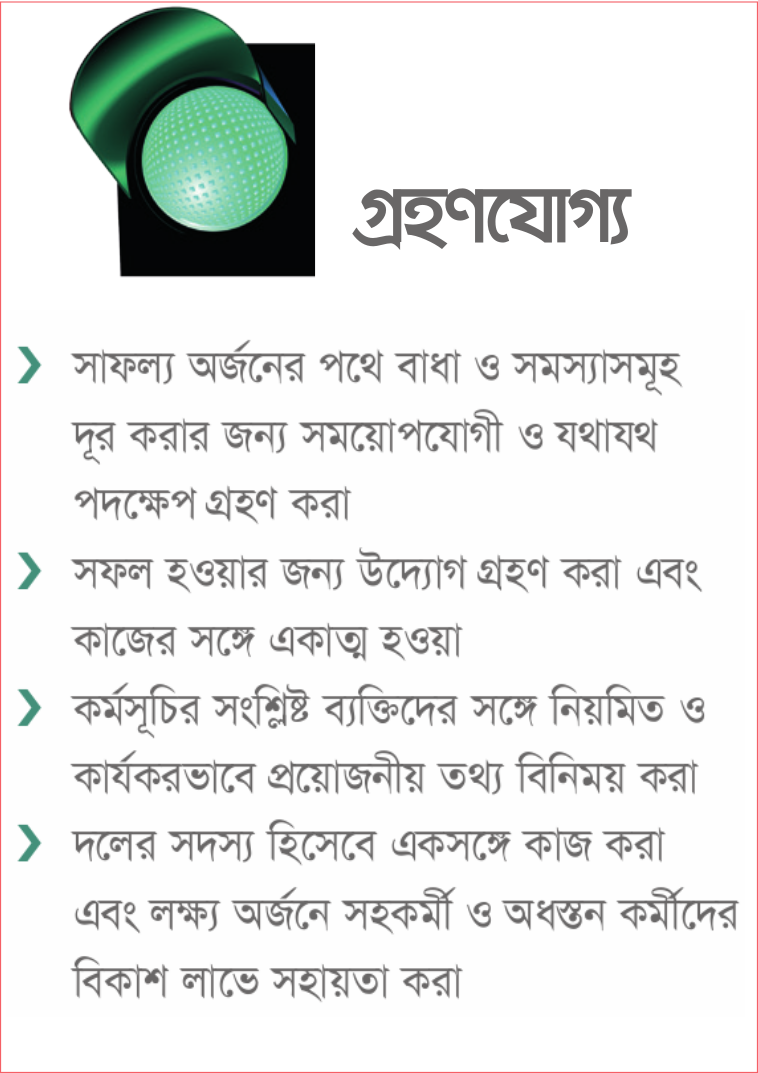 গ্রহণযোগ্য
সাফল্য অর্জনের পথে বাধা ও সমস্যাসমূহ
দূর করার জন্য সময়োপযোগী ও যথাযথ
পদক্ষেপ গ্রহণ করা
সফল হওয়ার জন্য উদ্যোগ গ্রহণ করা এবং
কাজের সঙ্গে একাত্ম হওয়া
কর্মসূচির সংশ্লিষ্ট ব্যক্তিদের সঙ্গে নিয়মিত ও
কার্যকরভাবে প্রয়োজনীয় তথ্য বিনিময় করা
দলের সদস্য হিসেবে একসঙ্গে কাজ করা
এবং লক্ষ্য অর্জনে সহকর্মী ও অধস্তন কর্মীদের
বিকাশ লাভে সহায়তা করা